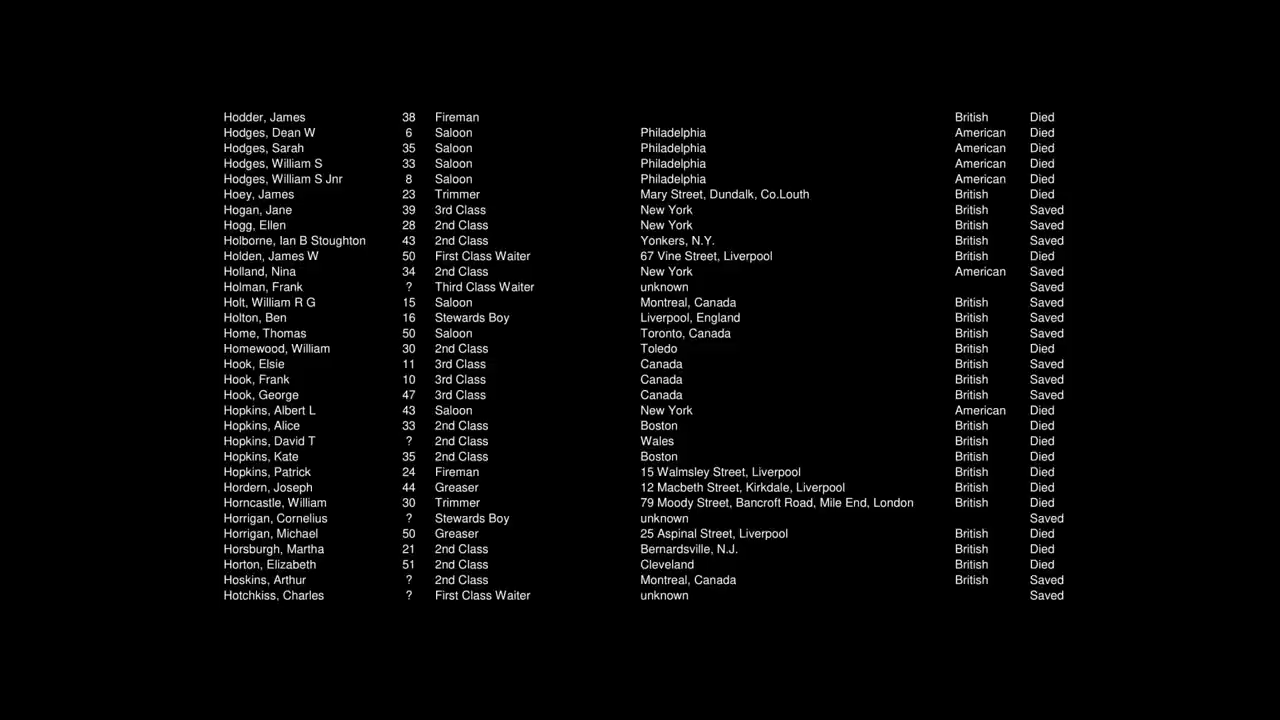 Hodder, James 38 Fireman British Died
Hodges, Dean W 6 Saloon Philadelphia American Died
Hodges, Sarah 35 Saloon Philadelphia American Died
Hodges, William S 33 Saloon Philadelphia American Died
Hodges, William S Jnr 8 Saloon Philadelphia American Died
Hoey, James 23 Trimmer Mary Street, Dundalk, Co.Louth British Died
Hogan, Jane 39 3rd Class New York British Saved
Hogg, Ellen 28 2nd Class New York British Saved
Holborne, Ian B Stoughton 43 2nd Class Yonkers, N.Y. British Saved
Holden, James W 50 First Class Waiter 67 Vine Street, Liverpool British Died
Holland, Nina 34 2nd Class New York American Saved
Holman, Frank ? Third Class Waiter unknown Saved
Holt, William R G 15 Saloon Montreal, Canada British Saved
Holton, Ben 16 Stewards Boy Liverpool, England British Saved
Home, Thomas 50 Saloon Toronto, Canada British Saved
Homewood, William 30 2nd Class Toledo British Died
Hook, Elsie 11 3rd Class Canada British Saved
Hook, Frank 10 3rd Class Canada British Saved
Hook, George 47 3rd Class Canada British Saved
Hopkins, Albert L 43 Saloon New York American Died
Hopkins, Alice 33 2nd Class Boston British Died
Hopkins, David T ? 2nd Class Wales British Died
Hopkins, Kate 35 2nd Class Boston British Died
Hopkins, Patrick 24 Fireman 15 Walmsley Street, Liverpool British Died
Hordern, Joseph 44 Greaser 12 Macbeth Street, Kirkdale, Liverpool British Died
Horncastle, William 30 Trimmer 79 Moody Street, Bancroft Road, Mile End, London British Died
Horrigan, Cornelius ? Stewards Boy unknown Saved
Horrigan, Michael 50 Greaser 25 Aspinal Street, Liverpool British Died
Horsburgh, Martha 21 2nd Class Bernardsville, N.J. British Died
Horton, Elizabeth 51 2nd Class Cleveland British Died
Hoskins, Arthur ? 2nd Class Montreal, Canada British Saved
Hotchkiss, Charles ? First Class Waiter unknown Saved